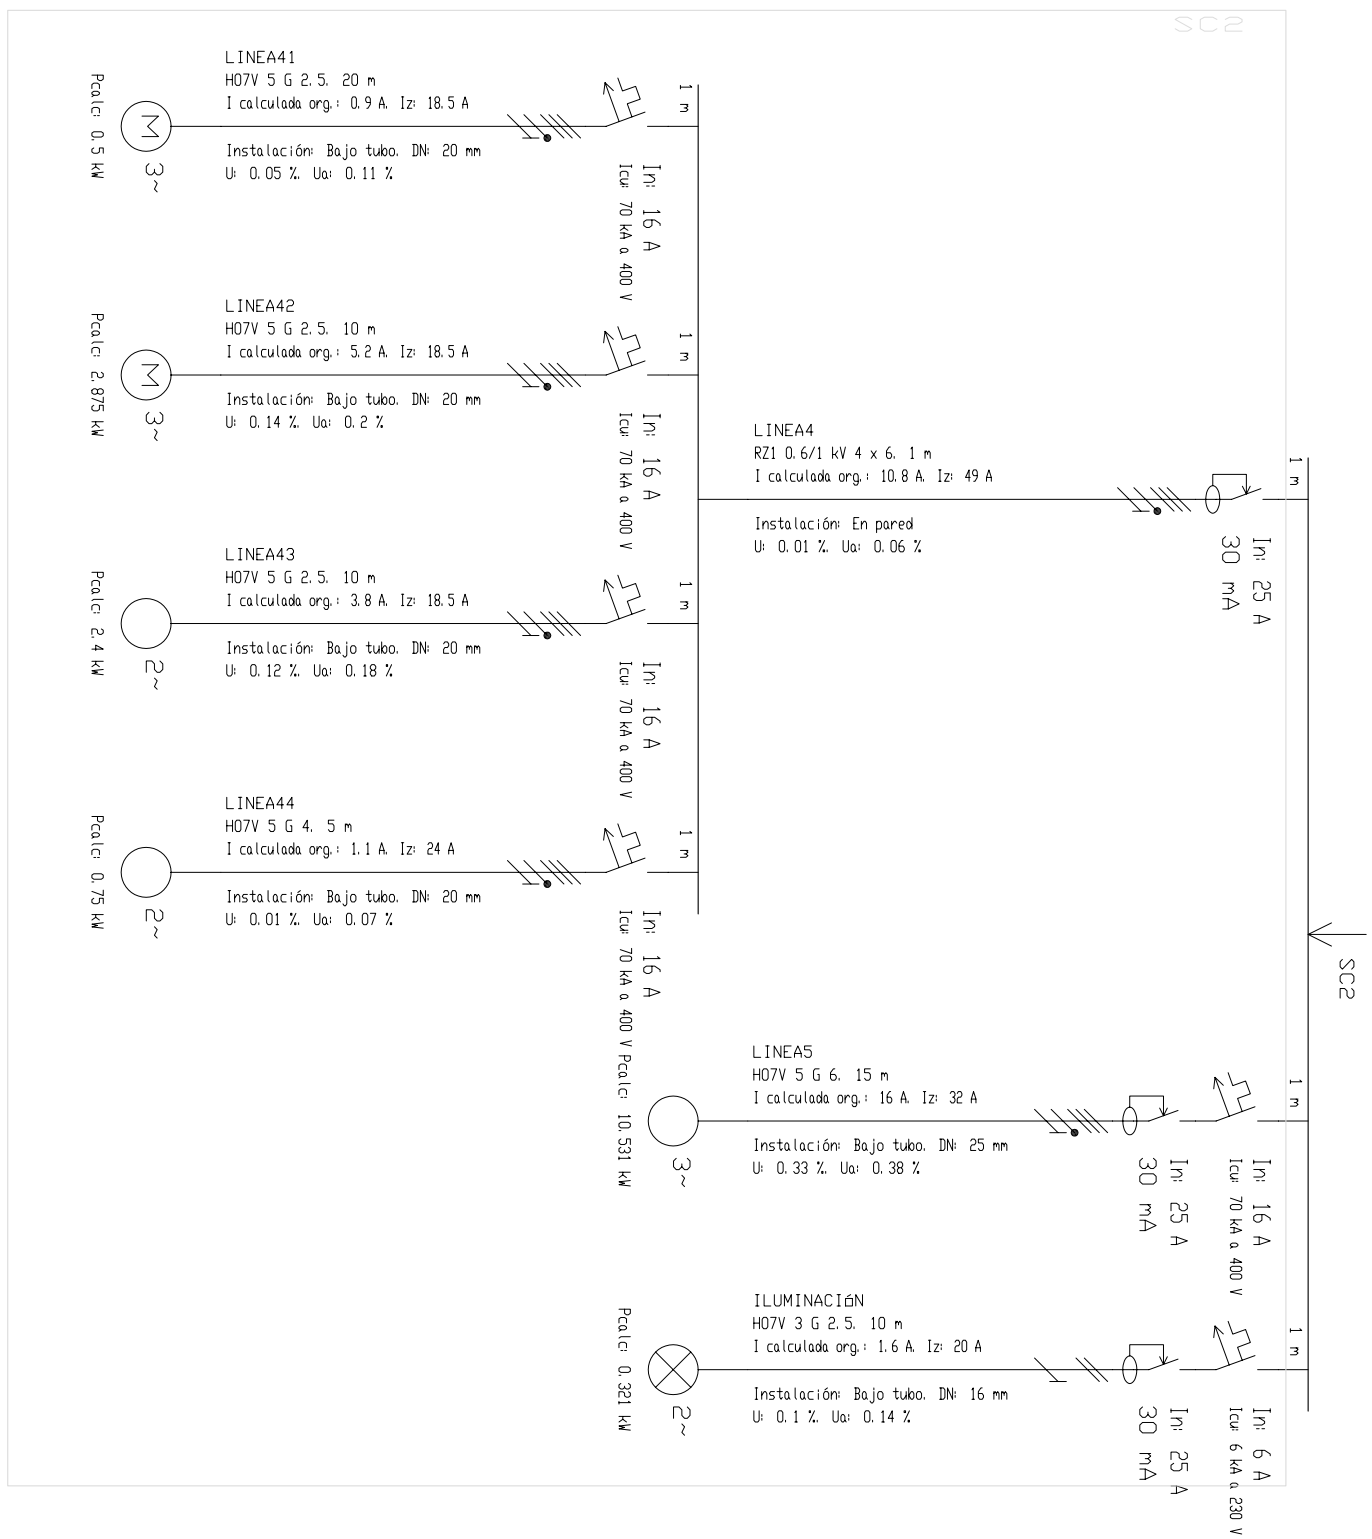 SC2
LINEA41
H07V 5 G 2.5. 20 m
I calculada org.: 0.9 A. Iz: 18.5 A
Instalación: Bajo tubo. DN: 20 mm
U: 0.05 %. Ua: 0.11 %
Pcalc: 0.5 kW
M
3~
1 m
In: 16 A
Icu: 70 kA a 400 V
LINEA42
H07V 5 G 2.5. 10 m
I calculada org.: 5.2 A. Iz: 18.5 A
Instalación: Bajo tubo. DN: 20 mm
U: 0.14 %. Ua: 0.2 %
Pcalc: 2.875 kW
M
3~
1 m
In: 16 A
Icu: 70 kA a 400 V
LINEA4
RZ1 0.6/1 kV 4 x 6. 1 m
I calculada org.: 10.8 A. Iz: 49 A
Instalación: En pared
U: 0.01 %. Ua: 0.06 %
1 m
In: 25 A
30 mA
LINEA43
H07V 5 G 2.5. 10 m
I calculada org.: 3.8 A. Iz: 18.5 A
Instalación: Bajo tubo. DN: 20 mm
U: 0.12 %. Ua: 0.18 %
Pcalc: 2.4 kW
2~
1 m
In: 16 A
Icu: 70 kA a 400 V
LINEA44
H07V 5 G 4. 5 m
I calculada org.: 1.1 A. Iz: 24 A
Instalación: Bajo tubo. DN: 20 mm
U: 0.01 %. Ua: 0.07 %
Pcalc: 0.75 kW
2~
1 m
In: 16 A
Icu: 70 kA a 400 V
SC2
LINEA5
H07V 5 G 6. 15 m
I calculada org.: 16 A. Iz: 32 A
Instalación: Bajo tubo. DN: 25 mm
U: 0.33 %. Ua: 0.38 %
Pcalc: 10.531 kW
3~
1 m
In: 25 A
30 mA
In: 16 A
Icu: 70 kA a 400 V
ILUMINACIóN
H07V 3 G 2.5. 10 m
I calculada org.: 1.6 A. Iz: 20 A
Instalación: Bajo tubo. DN: 16 mm
U: 0.1 %. Ua: 0.14 %
Pcalc: 0.321 kW
2~
1 m
In: 25 A
30 mA
In: 6 A
Icu: 6 kA a 230 V